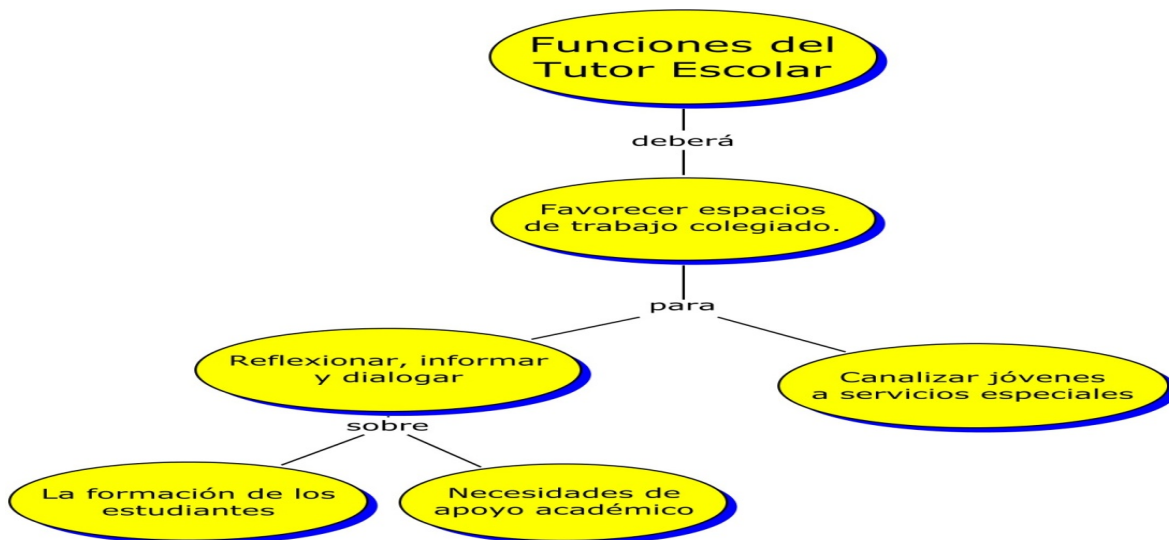 Funciones del
Tutor Escolar
deberá
Favorecer espacios
de trabajo colegiado.
para
Reflexionar, informar
y dialogar
Canalizar jóvenes
a servicios especiales
sobre
La formación de los
estudiantes
Necesidades de
apoyo académico